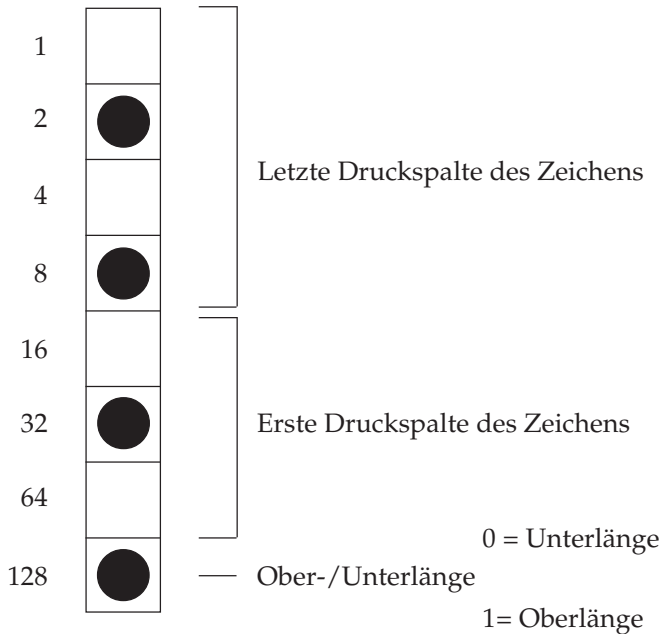 1
2
Letzte Druckspalte des Zeichens
4
8
16
32
Erste Druckspalte des Zeichens
64
0 = Unterlänge
128
Ober-/Unterlänge
1= Oberlänge